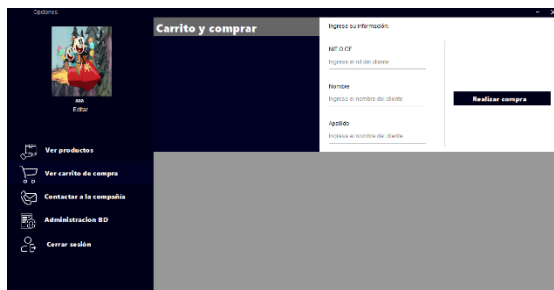 Opciones
aaa
Editar
Ver productos
Ver carrito de compra
Contactar a la compañia
Administracion BD
Cerrar sesión
Carrito y comprar
Ingrese su información:
NIT O CF
Ingrese el nit del cliente
Nombre
Ingrese el nombre del cliente
Apellido
Ingrese el nombre del cliente
Realizar compra